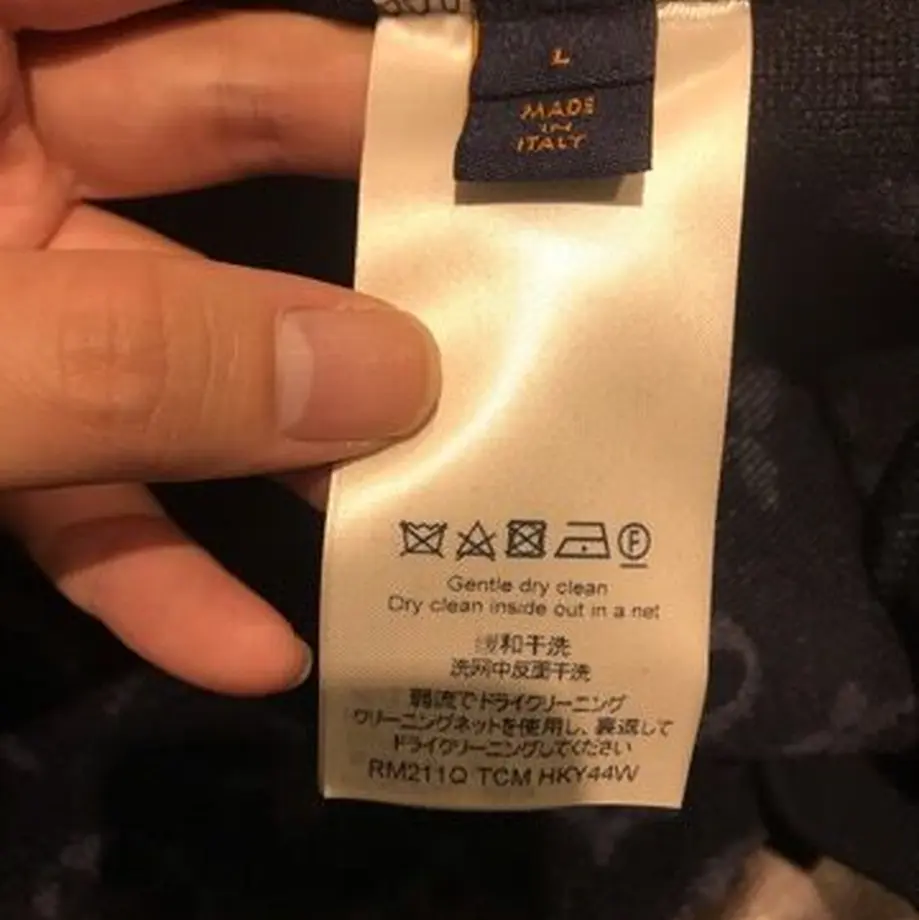 L
MADE
IN
ITALY
F
Gentle dry clean
Dry clean inside out in a net
缓和干洗
洗网中反面干洗
弱流でドライクリーニング
クリーニングネットを使用し、裏返して
ドライクリーニングしてください
RM211Q TCM HKY44W